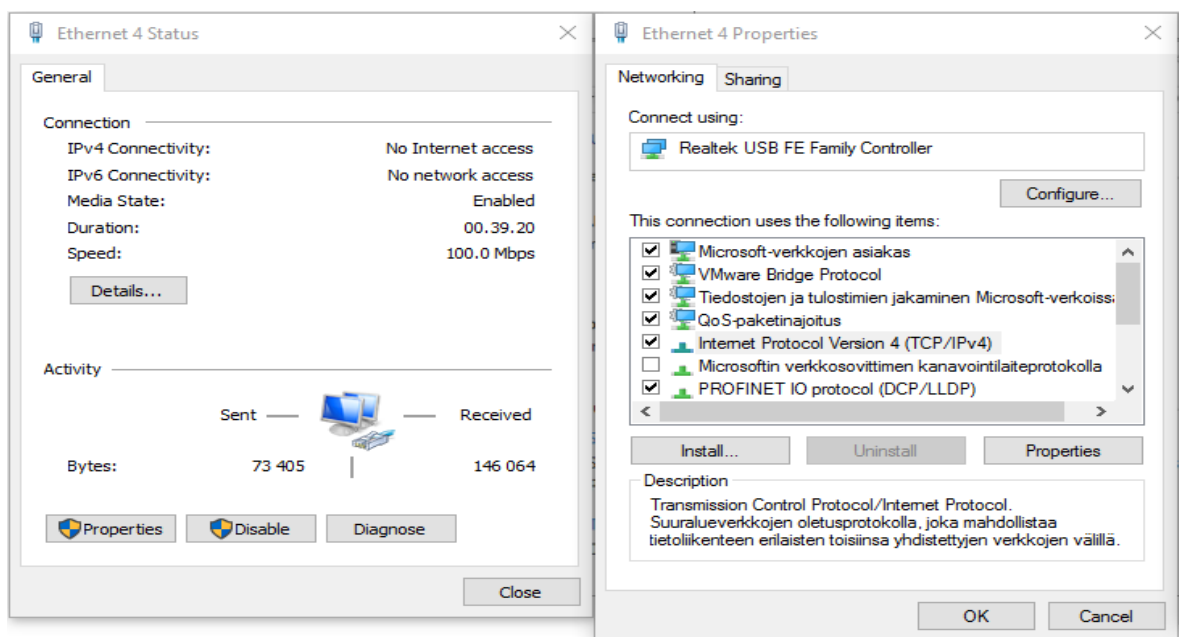 Ethernet 4 Status
General
Connection
IPv4 Connectivity: No Internet access
IPv6 Connectivity: No network access
Media State: Enabled
Duration: 00.39.20
Speed: 100.0 Mbps
Details...
Activity
Sent Received
Bytes: 73 405 146 064
Properties Disable Diagnose
Close
Ethernet 4 Properties
Networking Sharing
Connect using:
Realtek USB FE Family Controller
Configure...
This connection uses the following items:
Microsoft-verkkojen asiakas
VMware Bridge Protocol
Tiedostojen ja tulostimien jakaminen Microsoft-verkoiss
QoS-paketinajoitus
Internet Protocol Version 4 (TCP/IPv4)
Microsoftin verkkosovittimen kanavointilaiteprotokolla
PROFINET IO protocol (DCP/LLDP)
Install... Uninstall Properties
Description
Transmission Control Protocol/Internet Protocol.
Suuralueverkkojen oletusprotokolla, joka mahdollistaa
tietoliikenteen erilaisten toisiinsa yhdistettyjen verkkojen välillä.
OK Cancel